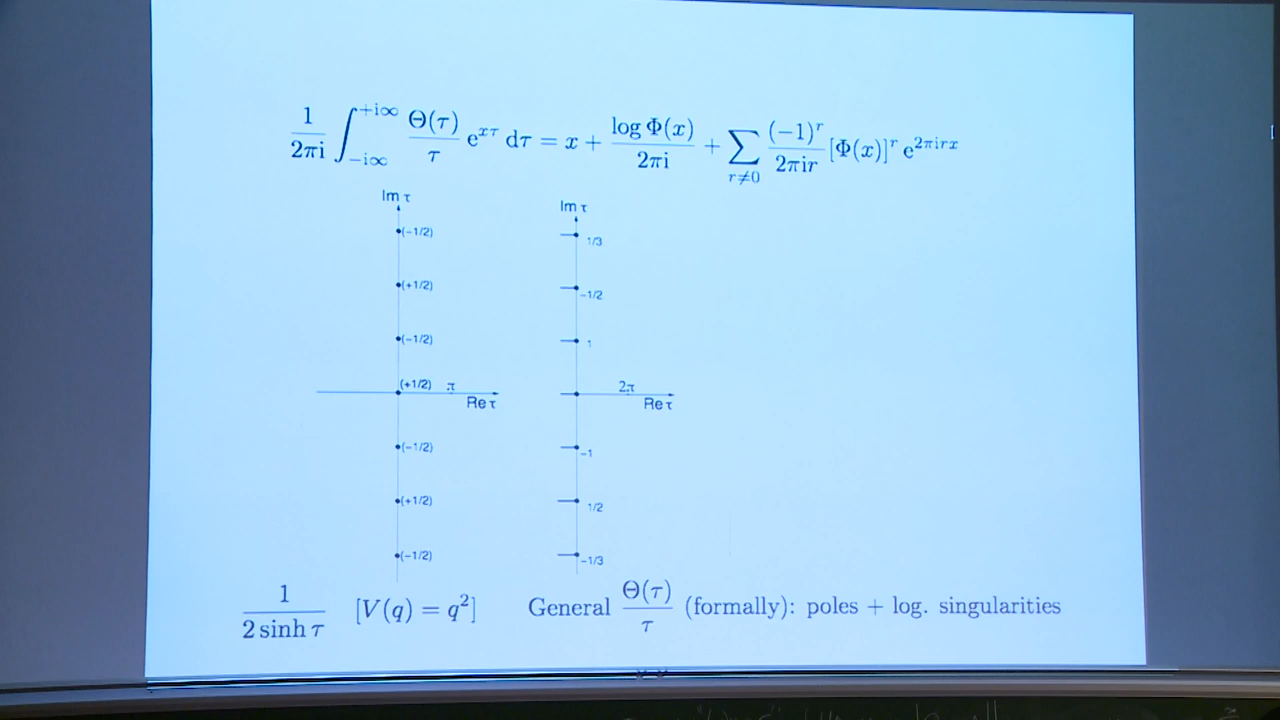 1/2πi ∫_{−i∞}^{+i∞} Θ(τ)/τ e^{xτ} dτ = x + log Φ(x)/2πi + ∑_{r≠0} (−1)^r/2πir [Φ(x)]^r e^{2πirx}
Im τ
(−1/2)
(+1/2)
(−1/2)
(+1/2) π
Re τ
(−1/2)
(+1/2)
(−1/2)
Im τ
1/3
−1/2
1
2π
Re τ
−1
1/2
−1/3
1/2 sinh τ [V(q) = q²]
General Θ(τ)/τ (formally): poles + log. singularities